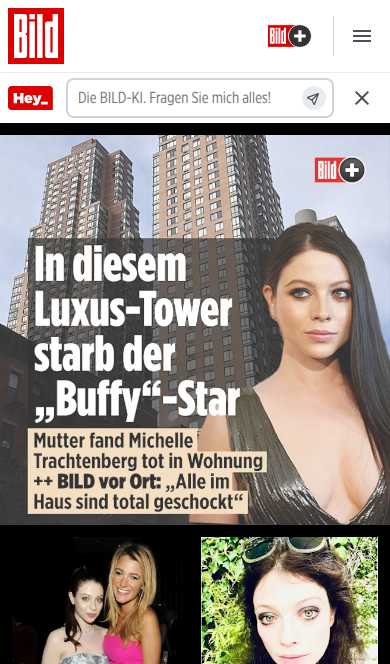 Bild
Bild+
Hey_
Die BILD-KI. Fragen Sie mich alles!
Bild+
In diesem
Luxus-Tower
starb der
„Buffy“-Star
Mutter fand Michelle
Trachtenberg tot in Wohnung
++ BILD vor Ort: „Alle im
Haus sind total geschockt“